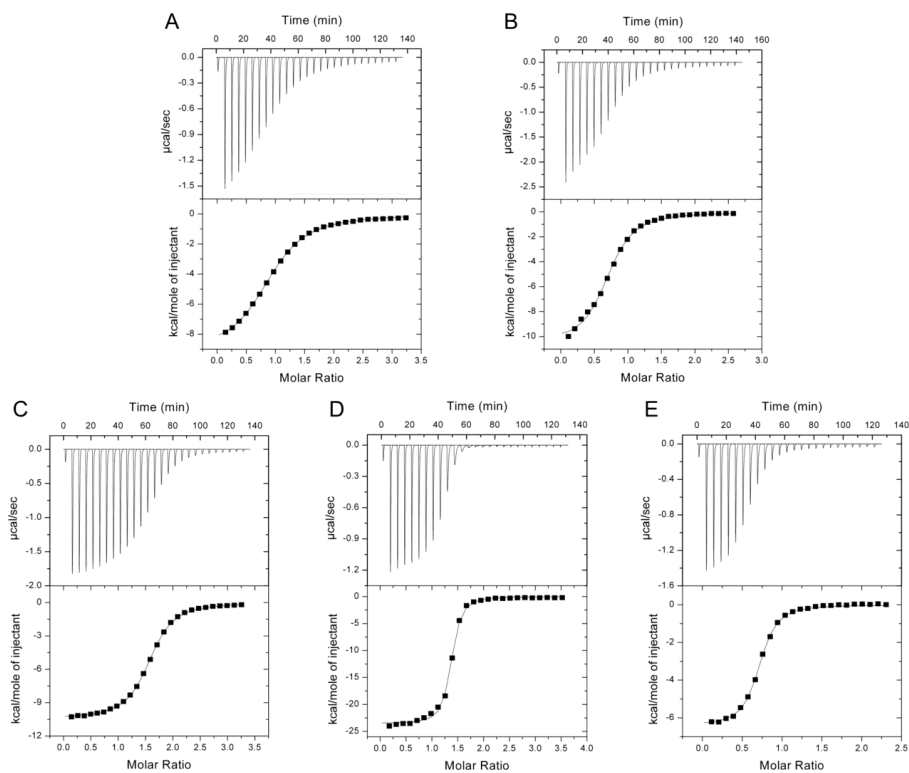 A
Time (min)
0 20 40 60 80 100 120 140
0.0
-0.3
-0.6
-0.9
-1.2
-1.5
µcal/sec
0
-2
-4
-6
-8
kcal/mole of injectant
0.0 0.5 1.0 1.5 2.0 2.5 3.0 3.5
Molar Ratio
B
Time (min)
0 20 40 60 80 100 120 140 160
0.0
-0.5
-1.0
-1.5
-2.0
-2.5
µcal/sec
0
-2
-4
-6
-8
-10
kcal/mole of injectant
0.0 0.5 1.0 1.5 2.0 2.5 3.0
Molar Ratio
C
Time (min)
0 20 40 60 80 100 120 140
0.0
-0.5
-1.0
-1.5
-2.0
µcal/sec
0
-3
-6
-9
-12
kcal/mole of injectant
0.0 0.5 1.0 1.5 2.0 2.5 3.0 3.5
Molar Ratio
D
Time (min)
0 20 40 60 80 100 120 140
0.0
-0.3
-0.6
-0.9
-1.2
µcal/sec
0
-5
-10
-15
-20
-25
kcal/mole of injectant
0.0 0.5 1.0 1.5 2.0 2.5 3.0 3.5 4.0
Molar Ratio
E
Time (min)
0 20 40 60 80 100 120 140
0.0
-0.4
-0.8
-1.2
-1.6
µcal/sec
0
-2
-4
-6
kcal/mole of injectant
0.0 0.5 1.0 1.5 2.0 2.5
Molar Ratio